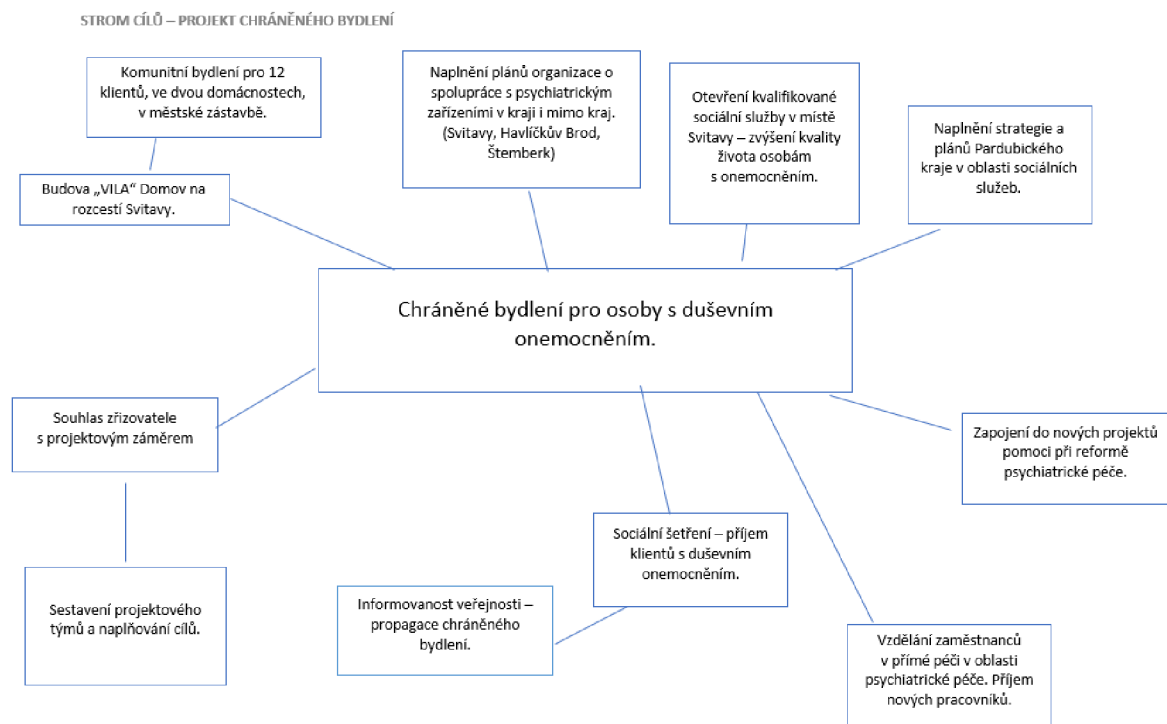 STROM CÍLŮ – PROJEKT CHRÁNĚNÉHO BYDLENÍ
Komunitní bydlení pro 12
klientů, ve dvou domácnostech,
v městské zástavbě.
Naplnění plánů organizace o
spolupráce s psychiatrickým
zařízeními v kraji i mimo kraj.
(Svitavy, Havlíčkův Brod,
Štemberk)
Otevření kvalifikované
sociální služby v místě
Svitavy – zvýšení kvality
života osobám
s onemocněním.
Naplnění strategie a
plánů Pardubického
kraje v oblasti sociálních
služeb.
Budova „VILA“ Domov na
rozcestí Svitavy.
Chráněné bydlení pro osoby s duševním
onemocněním.
Souhlas zřizovatele
s projektovým záměrem
Zapojení do nových projektů
pomoci při reformě
psychiatrické péče.
Sociální šetření – příjem
klientů s duševním
onemocněním.
Sestavení projektového
týmů a naplňování cílů.
Informovanost veřejnosti –
propagace chráněného
bydlení.
Vzdělání zaměstnanců
v přímé péči v oblasti
psychiatrické péče. Příjem
nových pracovníků.